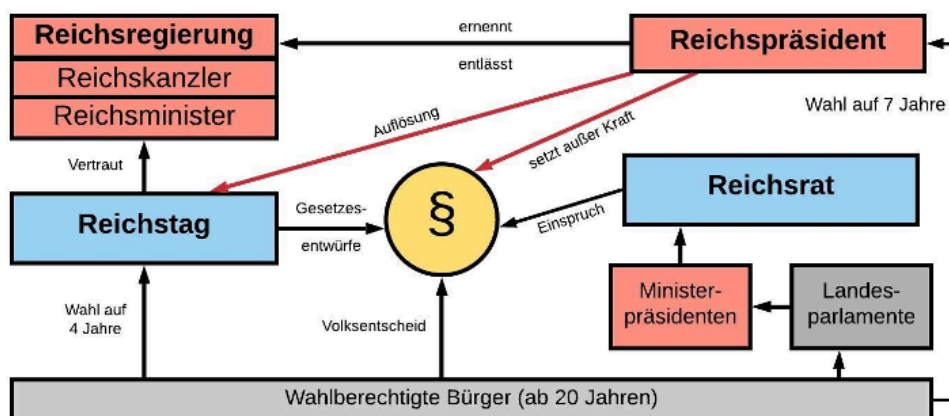 Reichsregierung
Reichskanzler
Reichsminister
ernennt
entlässt
Reichspräsident
Wahl auf 7 Jahre
Auflösung
setzt außer Kraft
Vertraut
Reichstag
Gesetzes-
entwürfe
§
Einspruch
Reichsrat
Minister-
präsidenten
Landes-
parlamente
Wahl auf
4 Jahre
Volksentscheid
Wahlberechtigte Bürger (ab 20 Jahren)